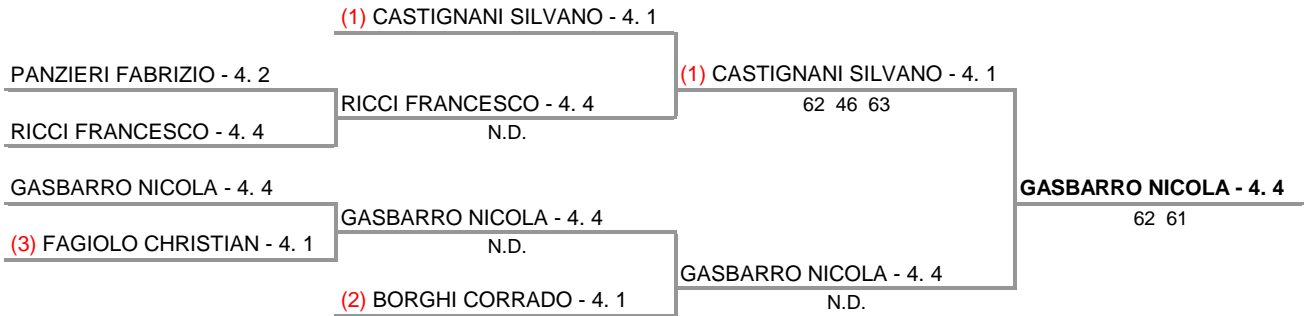 (1) CASTIGNANI SILVANO - 4. 1
PANZIERI FABRIZIO - 4. 2
(1) CASTIGNANI SILVANO - 4. 1
RICCI FRANCESCO - 4. 4
62 46 63
RICCI FRANCESCO - 4. 4
N.D.
GASBARRO NICOLA - 4. 4
GASBARRO NICOLA - 4. 4
GASBARRO NICOLA - 4. 4
62 61
(3) FAGIOLO CHRISTIAN - 4. 1
N.D.
GASBARRO NICOLA - 4. 4
(2) BORGHI CORRADO - 4. 1
N.D.